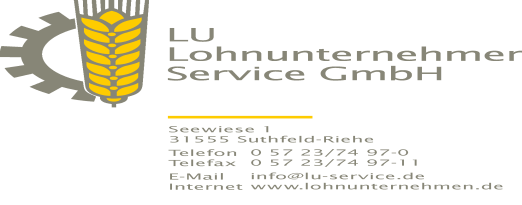 LU
Lohnunternehmer
Service GmbH
Seewiese 1
31555 Suthfeld-Riehe
Telefon 0 57 23/74 97-0
Telefax 0 57 23/74 97-11
E-Mail info@lu-service.de
Internet www.lohnunternehmen.de